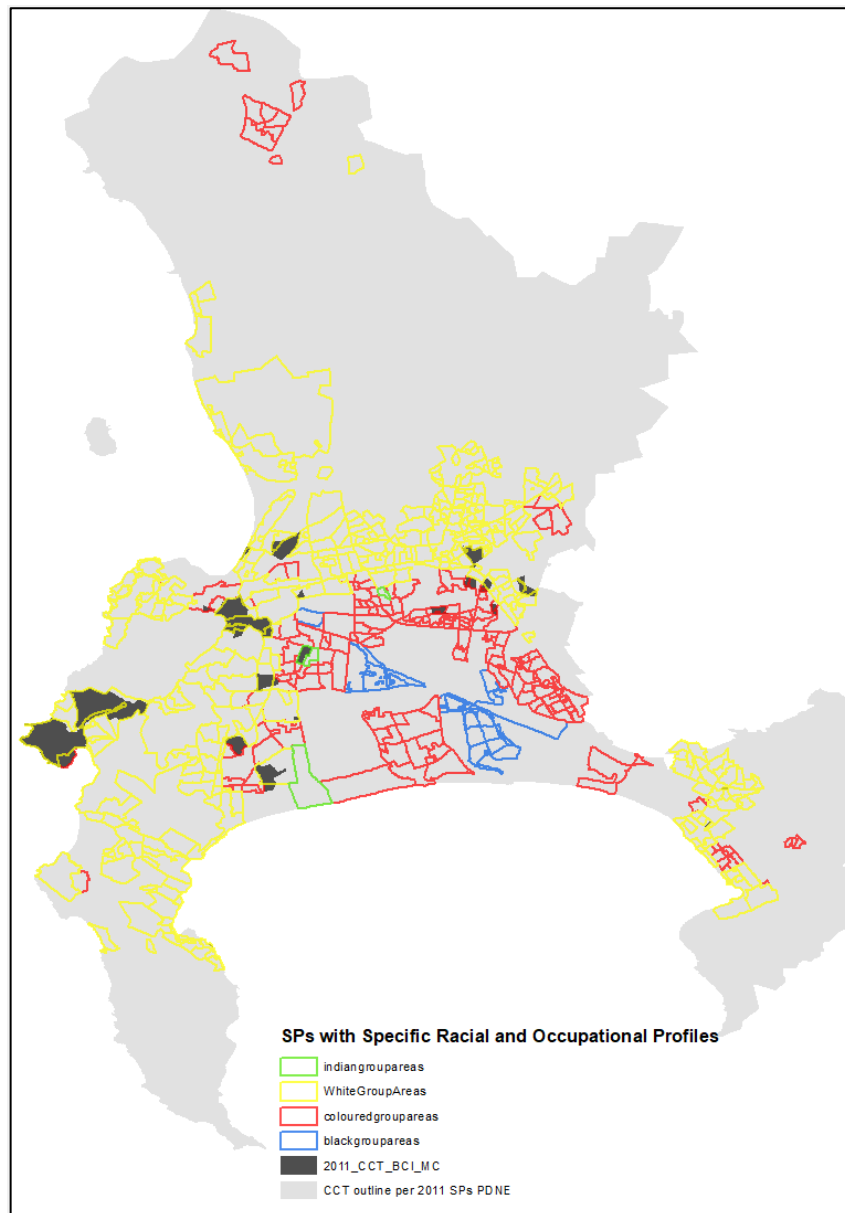 SPs with Specific Racial and Occupational Profiles
indiangroupareas
WhiteGroupAreas
colouredgroupareas
blackgroupareas
2011_CCT_BCI_MC
CCT outline per 2011 SPs PDNE